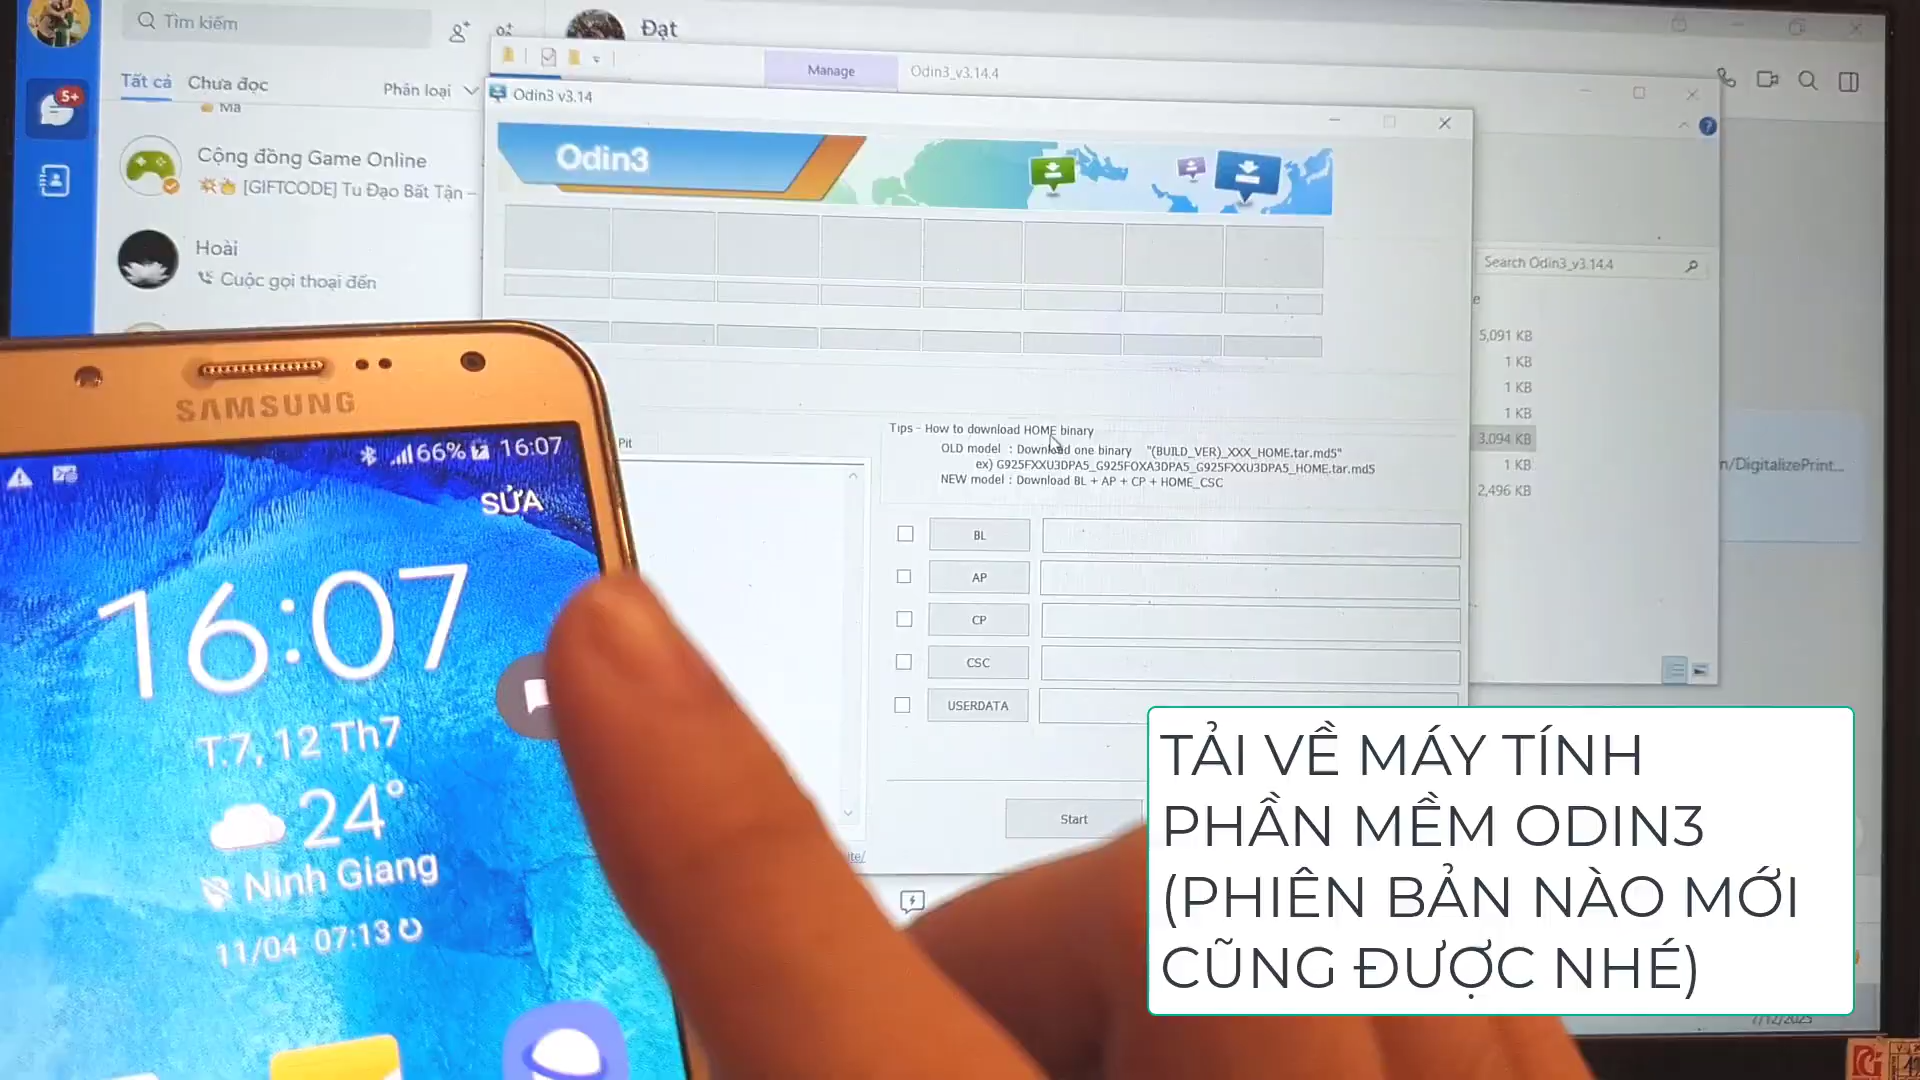 Tìm kiếm
Đạt
Manage
Odin3_v3.14.4
Tất cả
Chưa đọc
Phân loại
5+
Odin3 v3.14
Odin3
Cộng đồng Game Online
[GIFTCODE] Tu Đạo Bất Tận –
Hoài
Cuộc gọi thoại đến
Search Odin3_v3.14.4
5,091 KB
1 KB
1 KB
1 KB
3,094 KB
1 KB
2,496 KB
n/DigitalizePrint...
SAMSUNG
66%
16:07
SỬA
16:07
T.7, 12 Th7
24°
Ninh Giang
11/04 07:13
Pit
Tips - How to download HOME binary
OLD model : Download one binary "(BUILD_VER)_XXX_HOME.tar.md5"
ex) G925FXXU3DPA5_G925FOXA3DPA5_G925FXXU3DPA5_HOME.tar.md5
NEW model : Download BL + AP + CP + HOME_CSC
BL
AP
CP
CSC
USERDATA
Start
TẢI VỀ MÁY TÍNH
PHẦN MỀM ODIN3
(PHIÊN BẢN NÀO MỚI
CŨNG ĐƯỢC NHÉ)